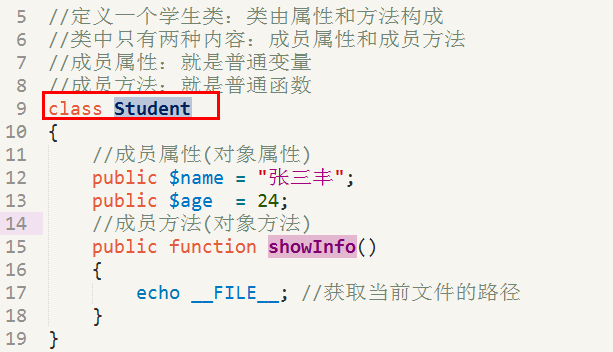 5 //定义一个学生类：类由属性和方法构成
6 //类中只有两种内容：成员属性和成员方法
7 //成员属性：就是普通变量
8 //成员方法：就是普通函数
9 class Student
10 {
11 //成员属性(对象属性)
12 public $name = "张三丰";
13 public $age  = 24;
14 //成员方法(对象方法)
15 public function showInfo()
16 {
17 echo __FILE__; //获取当前文件的路径
18 }
19 }